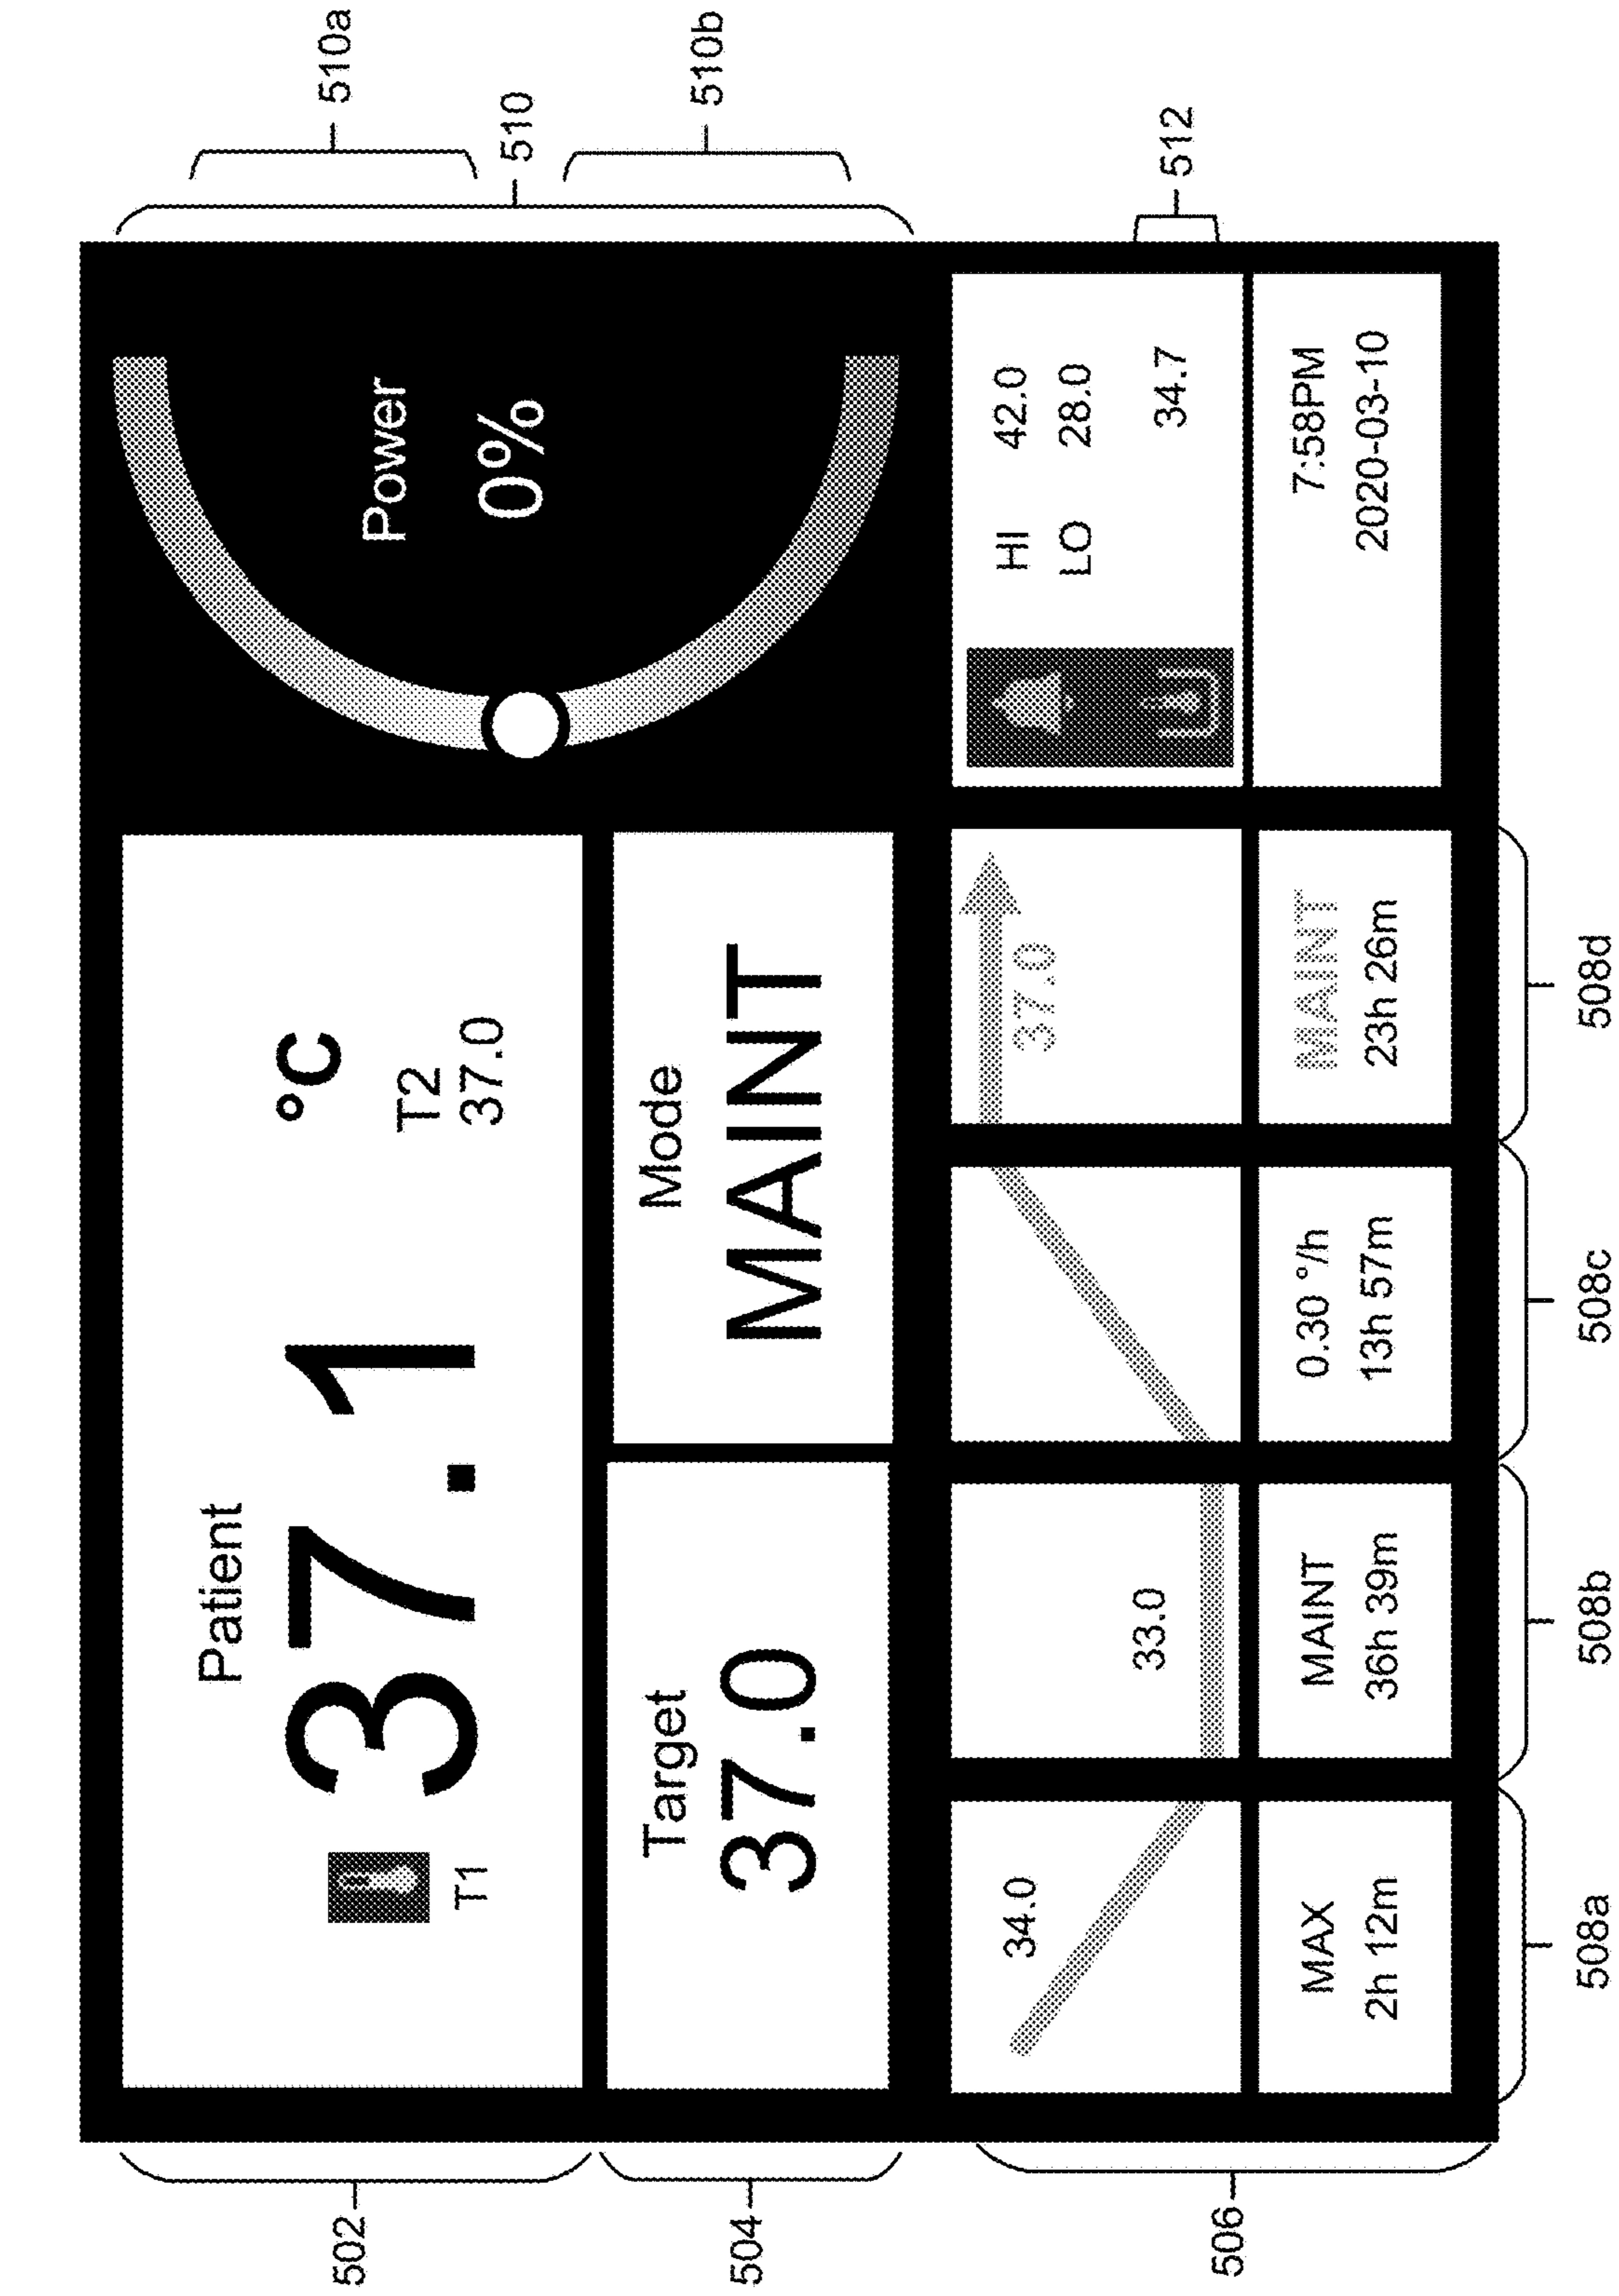 502
Patient
37.1
°C
T1
T2
37.0
Power
0%
510a
510
510b
504
Target
37.0
Mode
MAINT
506
34.0
33.0
37.0
HI 42.0
LO 28.0
34.7
512
MAX
2h 12m
MAINT
36h 39m
0.30 °/h
13h 57m
MAINT
23h 26m
7:58PM
2020-03-10
508a
508b
508c
508d